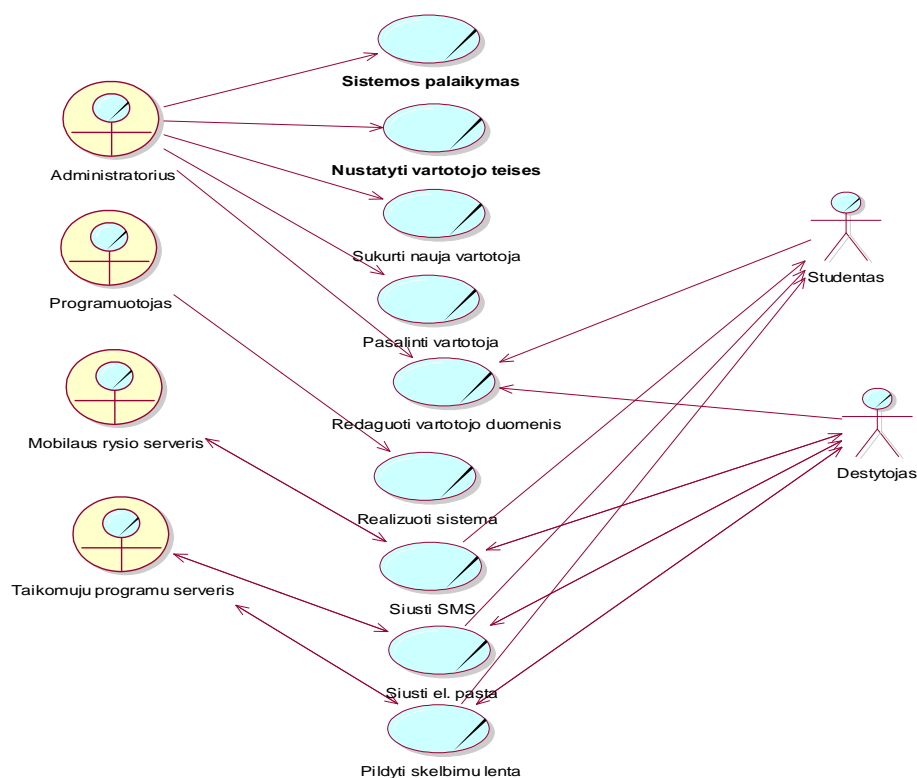 Sistemos palaikymas
Administratorius
Nustatyti vartotojo teises
Sukurti nauja vartotoja
Studentas
Programuotojas
Pasalinti vartotoja
Redaguoti vartotojo duomenis
Mobilaus rysio serveris
Destytojas
Realizuoti sistema
Taikomuju programu serveris
Siusti SMS
Siusti el. pasta
Pildyti skelbimu lenta